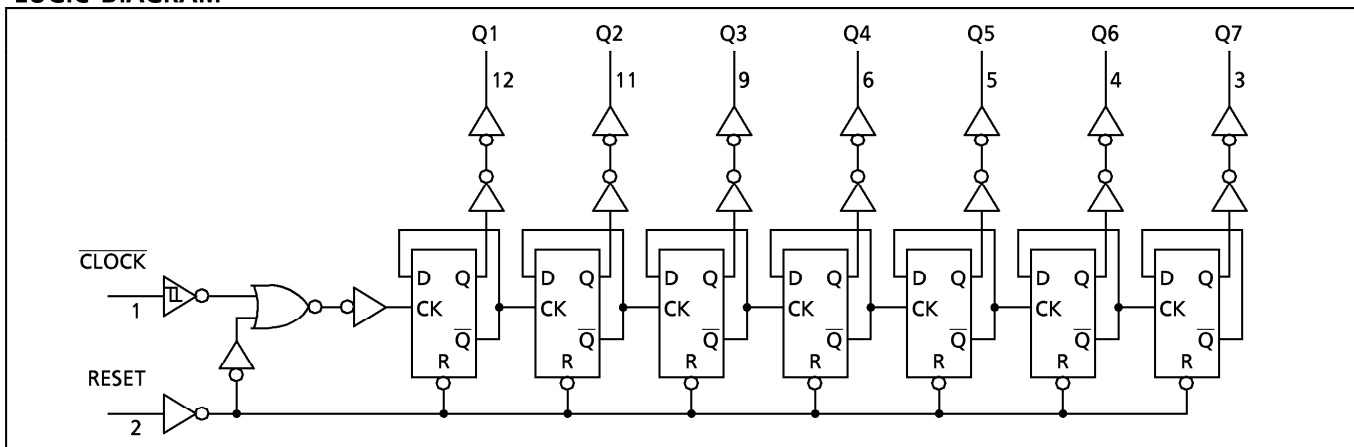 LOGIC DIAGRAM
Q1 Q2 Q3 Q4 Q5 Q6 Q7
12 11 9 6 5 4 3
D Q D Q D Q D Q D Q D Q D Q
C̅L̅O̅C̅K̅
1
CK CK CK CK CK CK CK
Q̅ Q̅ Q̅ Q̅ Q̅ Q̅ Q̅
R R R R R R R
RESET
2